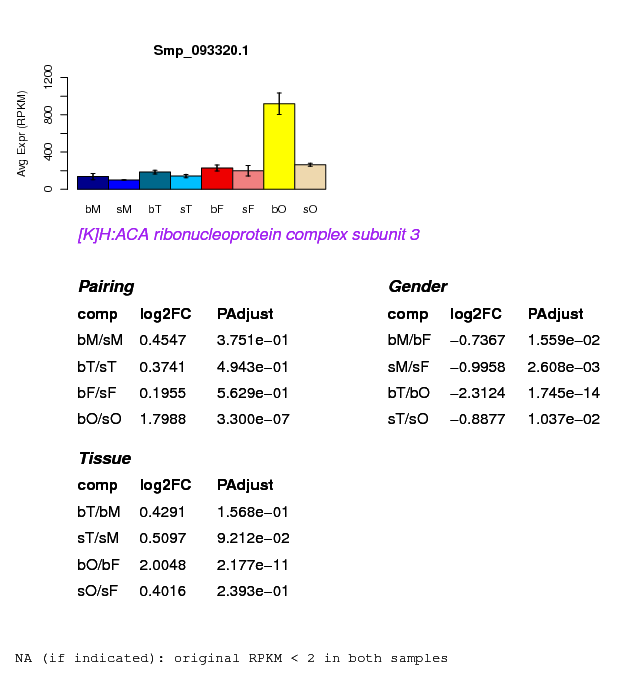 Smp_093320.1
Avg Expr (RPKM)
1200
800
400
0
bM sM bT sT bF sF bO sO
[K]H:ACA ribonucleoprotein complex subunit 3
Pairing
comp log2FC PAdjust
bM/sM 0.4547 3.751e−01
bT/sT 0.3741 4.943e−01
bF/sF 0.1955 5.629e−01
bO/sO 1.7988 3.300e−07
Gender
comp log2FC PAdjust
bM/bF −0.7367 1.559e−02
sM/sF −0.9958 2.608e−03
bT/bO −2.3124 1.745e−14
sT/sO −0.8877 1.037e−02
Tissue
comp log2FC PAdjust
bT/bM 0.4291 1.568e−01
sT/sM 0.5097 9.212e−02
bO/bF 2.0048 2.177e−11
sO/sF 0.4016 2.393e−01
NA (if indicated): original RPKM < 2 in both samples